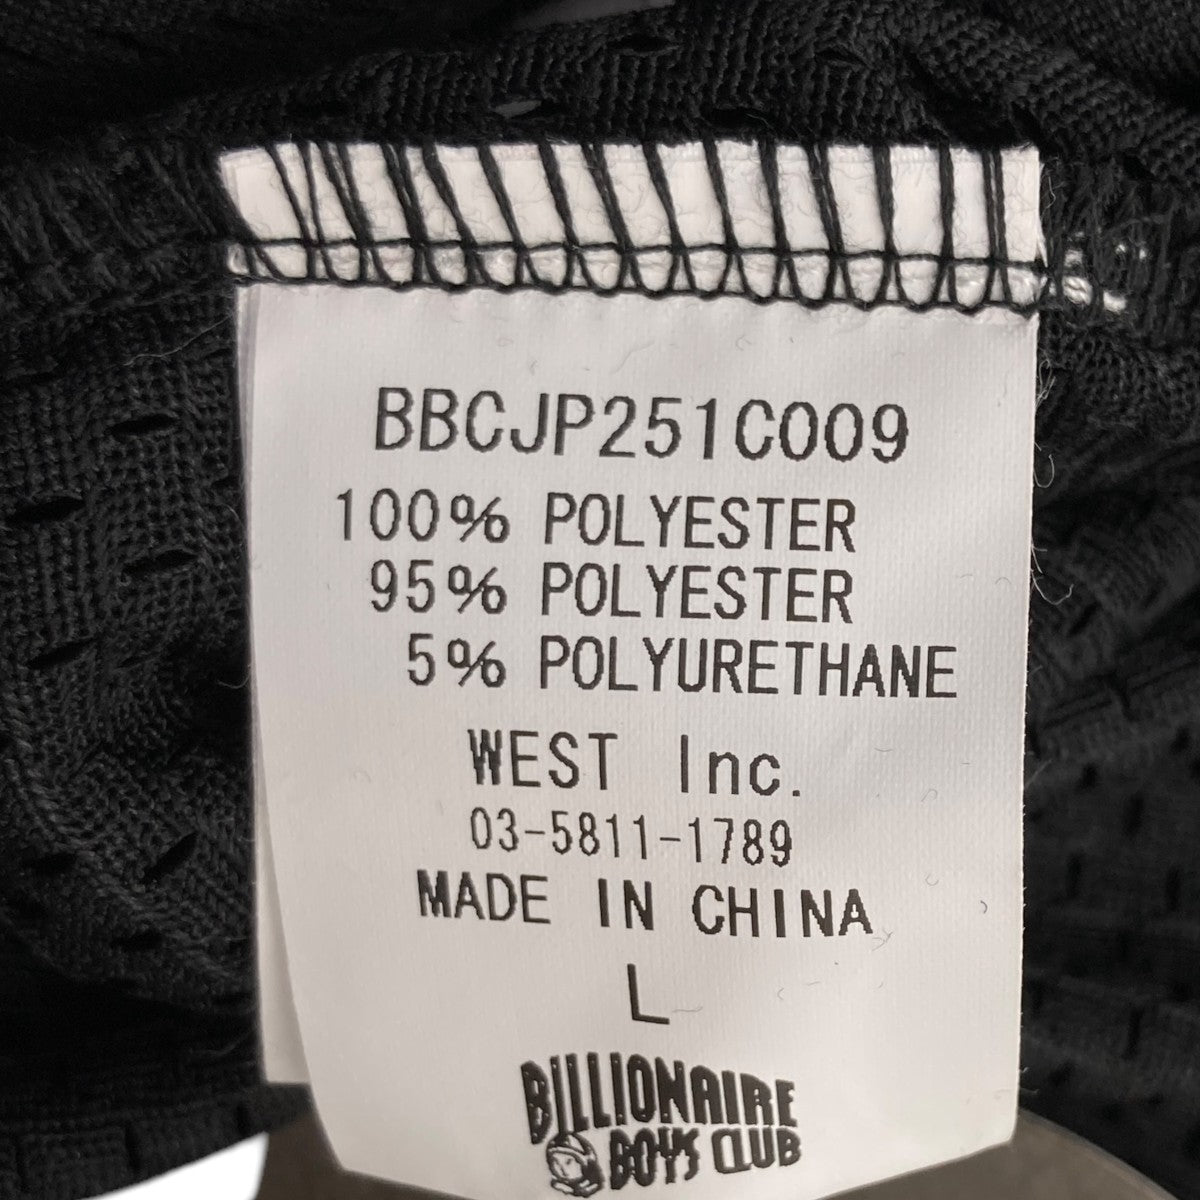 BBCJP251C009
100% POLYESTER
95% POLYESTER
5% POLYURETHANE
WEST Inc.
03-5811-1789
MADE IN CHINA
L
BILLIONAIRE
BOYS CLUB